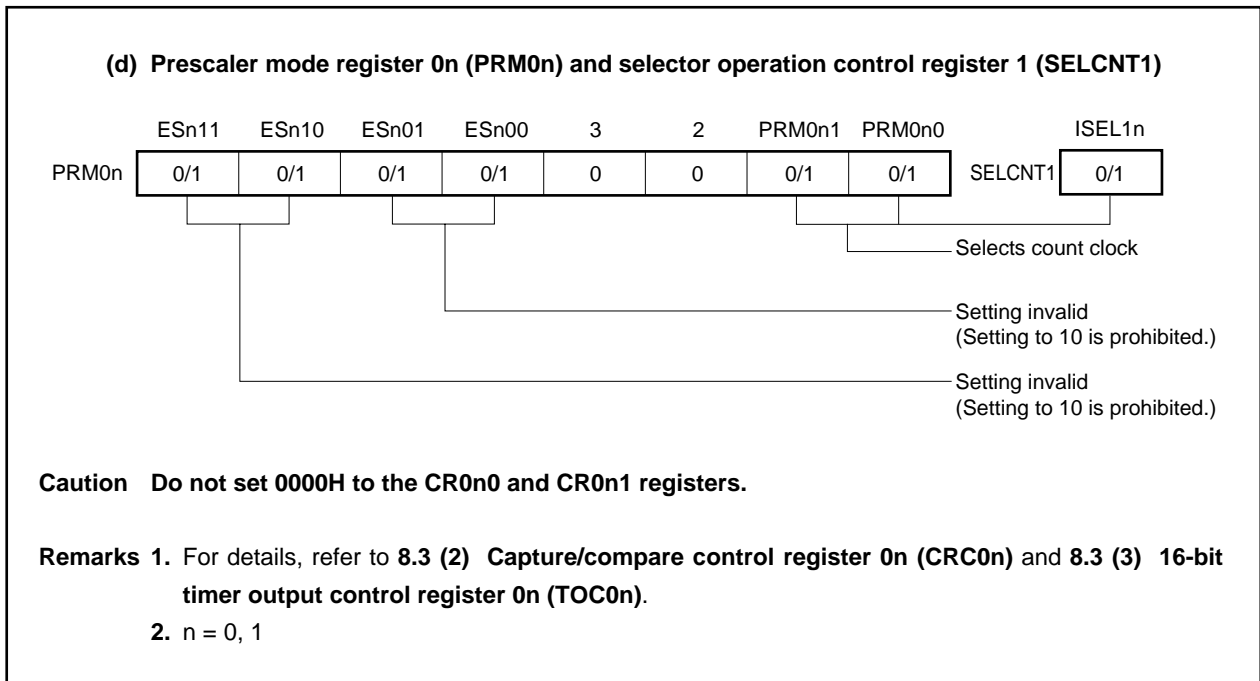 (d) Prescaler mode register 0n (PRM0n) and selector operation control register 1 (SELCNT1)
ESn11 ESn10 ESn01 ESn00 3 2 PRM0n1 PRM0n0 ISEL1n
PRM0n 0/1 0/1 0/1 0/1 0 0 0/1 0/1 SELCNT1 0/1
Selects count clock
Setting invalid
(Setting to 10 is prohibited.)
Setting invalid
(Setting to 10 is prohibited.)
Caution Do not set 0000H to the CR0n0 and CR0n1 registers.
Remarks 1. For details, refer to 8.3 (2) Capture/compare control register 0n (CRC0n) and 8.3 (3) 16-bit
timer output control register 0n (TOC0n).
2. n = 0, 1